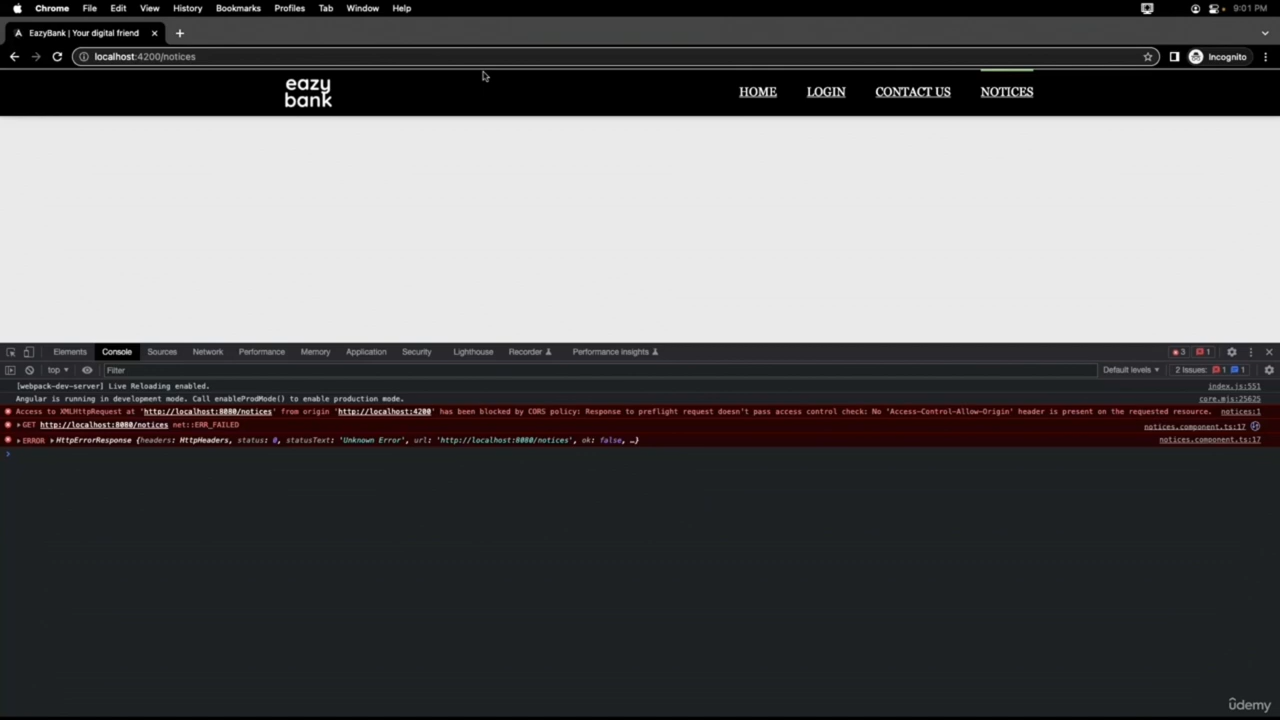 Chrome File Edit View History Bookmarks Profiles Tab Window Help 9:01 PM
EazyBank | Your digital friend
localhost:4200/notices Incognito
eazy
bank
HOME LOGIN CONTACT US NOTICES
Elements Console Sources Network Performance Memory Application Security Lighthouse Recorder Performance insights 3 1
top Filter Default levels 2 Issues: 1 1
[webpack-dev-server] Live Reloading enabled. index.js:551
Angular is running in development mode. Call enableProdMode() to enable production mode. core.mjs:25625
Access to XMLHttpRequest at 'http://localhost:8080/notices' from origin 'http://localhost:4200' has been blocked by CORS policy: Response to preflight request doesn't pass access control check: No 'Access-Control-Allow-Origin' header is present on the requested resource. notices:1
GET http://localhost:8080/notices net::ERR_FAILED notices.component.ts:17
ERROR HttpErrorResponse {headers: HttpHeaders, status: 0, statusText: 'Unknown Error', url: 'http://localhost:8080/notices', ok: false, …} notices.component.ts:17
udemy